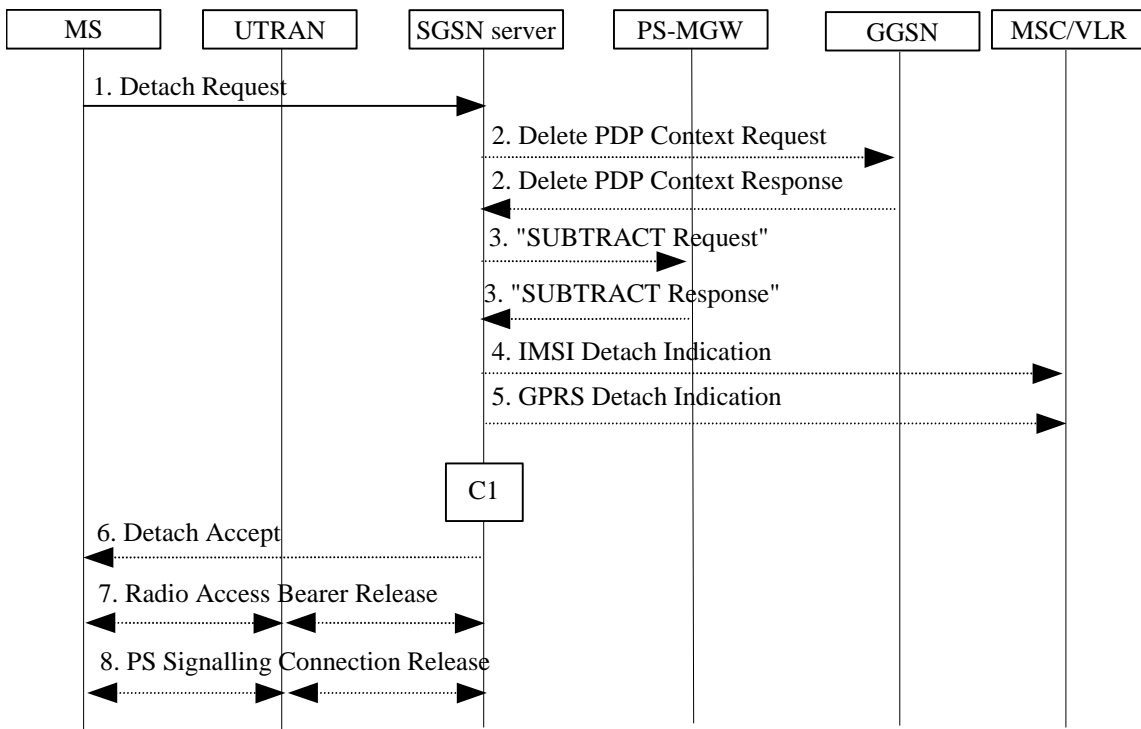 MS UTRAN SGSN server PS-MGW GGSN MSC/VLR
1. Detach Request
2. Delete PDP Context Request
2. Delete PDP Context Response
3. "SUBTRACT Request"
3. "SUBTRACT Response"
4. IMSI Detach Indication
5. GPRS Detach Indication
C1
6. Detach Accept
7. Radio Access Bearer Release
8. PS Signalling Connection Release